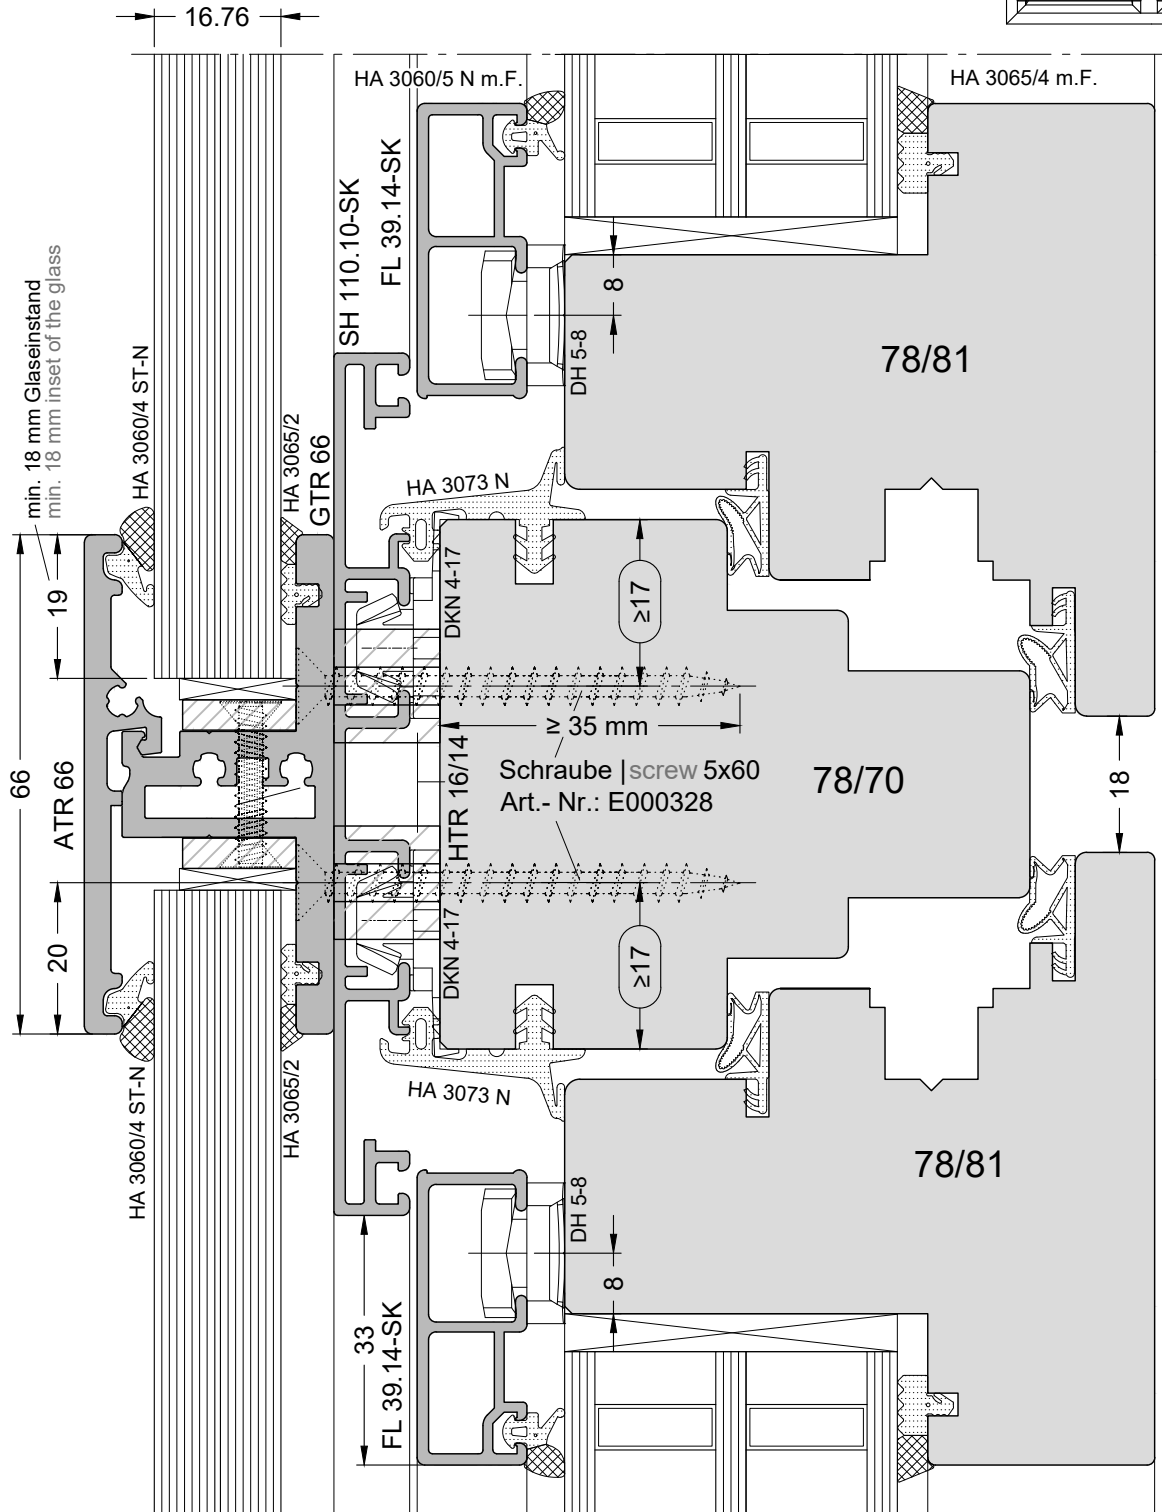 16.76
HA 3060/5 N m.F.
HA 3065/4 m.F.
SH 110.10-SK
FL 39.14-SK
min. 18 mm Glaseinstand
min. 18 mm inset of the glass
HA 3060/4 ST-N
HA 3065/2
GTR 66
8
DH 5-8
78/81
HA 3073 N
DKN 4-17
≥17
19
66
ATR 66
20
≥ 35 mm
HTR 16/14
Schraube | screw 5x60
Art.- Nr.: E000328
78/70
18
DKN 4-17
≥17
HA 3060/4 ST-N
HA 3065/2
HA 3073 N
78/81
DH 5-8
8
33
FL 39.14-SK